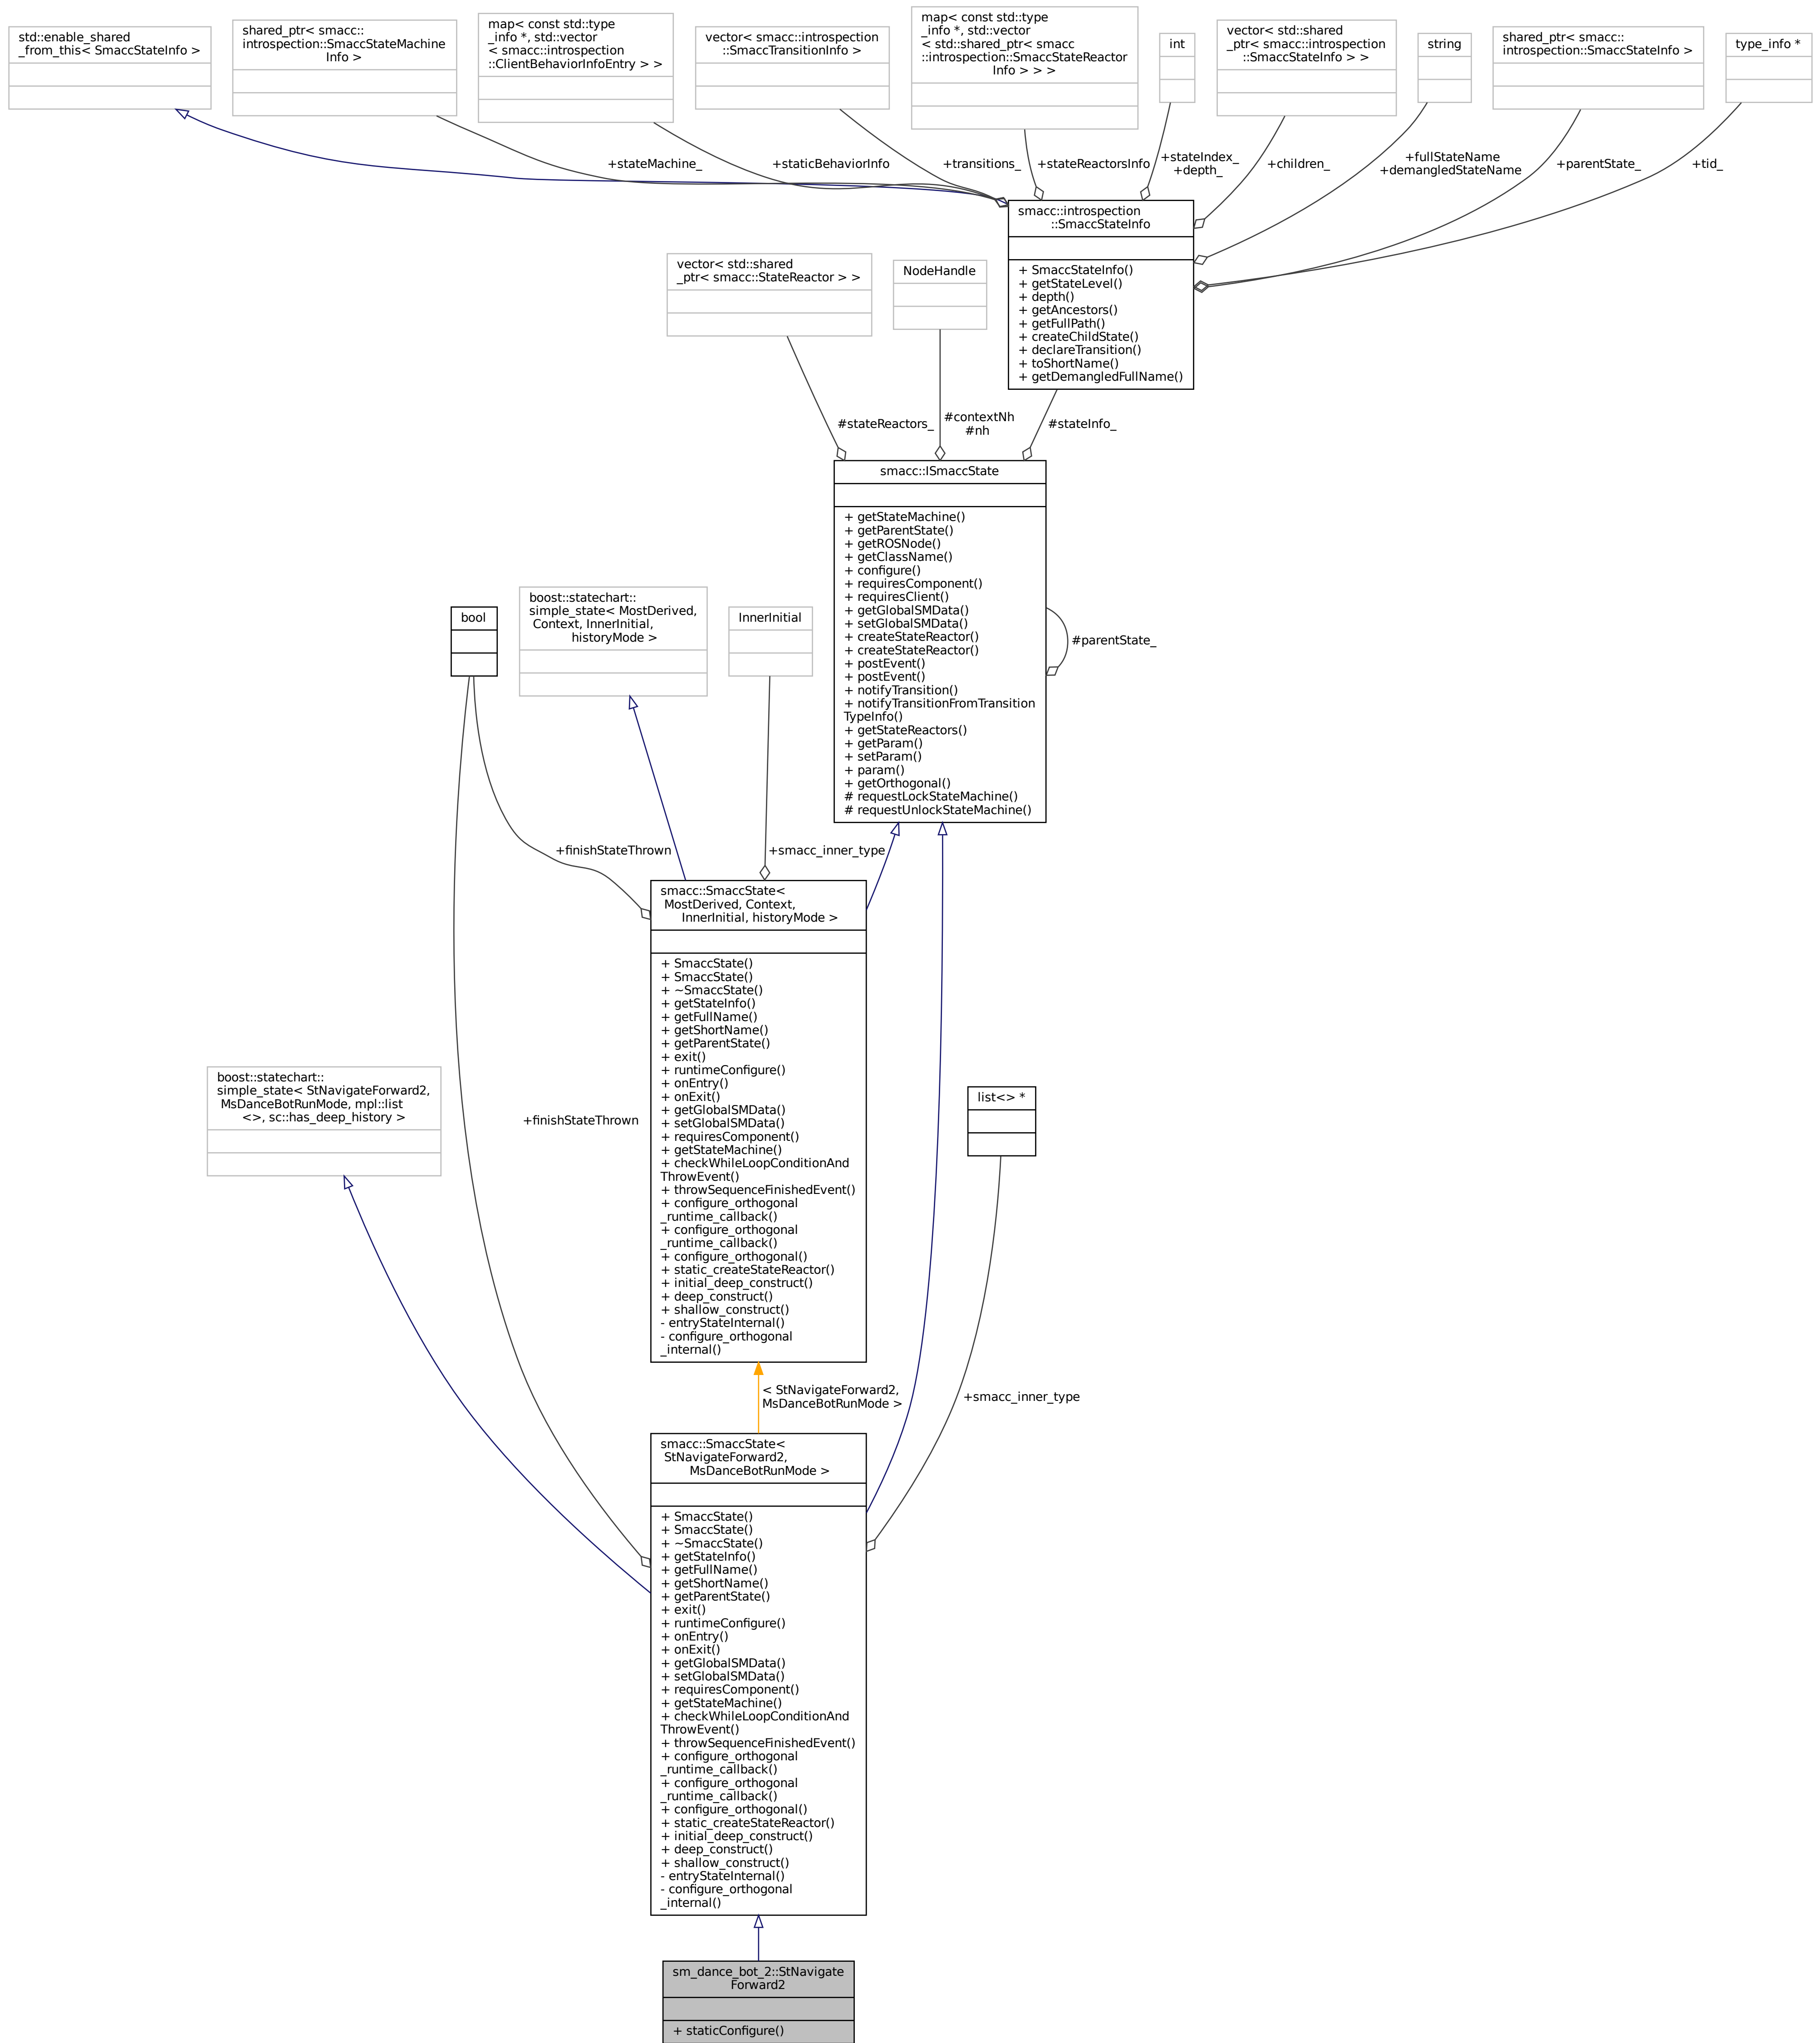 std::enable_shared
_from_this< SmaccStateInfo >
shared_ptr< smacc::
introspection::SmaccStateMachine
Info >
map< const std::type
_info *, std::vector
< smacc::introspection
::ClientBehaviorInfoEntry > >
vector< smacc::introspection
::SmaccTransitionInfo >
map< const std::type
_info *, std::vector
< std::shared_ptr< smacc
::introspection::SmaccStateReactor
Info > > >
int
vector< std::shared
_ptr< smacc::introspection
::SmaccStateInfo > >
string
shared_ptr< smacc::
introspection::SmaccStateInfo >
type_info *
+stateMachine_
+staticBehaviorInfo
+transitions_
+stateReactorsInfo
+stateIndex_
+depth_
+children_
+fullStateName
+demangledStateName
+parentState_
+tid_
smacc::introspection
::SmaccStateInfo
+ SmaccStateInfo()
+ getStateLevel()
+ depth()
+ getAncestors()
+ getFullPath()
+ createChildState()
+ declareTransition()
+ toShortName()
+ getDemangledFullName()
vector< std::shared
_ptr< smacc::StateReactor > >
NodeHandle
#stateReactors_
#contextNh
#nh
#stateInfo_
smacc::ISmaccState
+ getStateMachine()
+ getParentState()
+ getROSNode()
+ getClassName()
+ configure()
+ requiresComponent()
+ requiresClient()
+ getGlobalSMData()
+ setGlobalSMData()
+ createStateReactor()
+ createStateReactor()
+ postEvent()
+ postEvent()
+ notifyTransition()
+ notifyTransitionFromTransition
TypeInfo()
+ getStateReactors()
+ getParam()
+ setParam()
+ param()
+ getOrthogonal()
# requestLockStateMachine()
# requestUnlockStateMachine()
#parentState_
bool
boost::statechart::
simple_state< MostDerived,
Context, InnerInitial,
historyMode >
InnerInitial
+finishStateThrown
+smacc_inner_type
smacc::SmaccState<
MostDerived, Context,
InnerInitial, historyMode >
+ SmaccState()
+ SmaccState()
+ ~SmaccState()
+ getStateInfo()
+ getFullName()
+ getShortName()
+ getParentState()
+ exit()
+ runtimeConfigure()
+ onEntry()
+ onExit()
+ getGlobalSMData()
+ setGlobalSMData()
+ requiresComponent()
+ getStateMachine()
+ checkWhileLoopConditionAnd
ThrowEvent()
+ throwSequenceFinishedEvent()
+ configure_orthogonal
_runtime_callback()
+ configure_orthogonal
_runtime_callback()
+ configure_orthogonal()
+ static_createStateReactor()
+ initial_deep_construct()
+ deep_construct()
+ shallow_construct()
- entryStateInternal()
- configure_orthogonal
_internal()
boost::statechart::
simple_state< StNavigateForward2,
MsDanceBotRunMode, mpl::list
<>, sc::has_deep_history >
+finishStateThrown
list<> *
< StNavigateForward2,
MsDanceBotRunMode >
+smacc_inner_type
smacc::SmaccState<
StNavigateForward2,
MsDanceBotRunMode >
+ SmaccState()
+ SmaccState()
+ ~SmaccState()
+ getStateInfo()
+ getFullName()
+ getShortName()
+ getParentState()
+ exit()
+ runtimeConfigure()
+ onEntry()
+ onExit()
+ getGlobalSMData()
+ setGlobalSMData()
+ requiresComponent()
+ getStateMachine()
+ checkWhileLoopConditionAnd
ThrowEvent()
+ throwSequenceFinishedEvent()
+ configure_orthogonal
_runtime_callback()
+ configure_orthogonal
_runtime_callback()
+ configure_orthogonal()
+ static_createStateReactor()
+ initial_deep_construct()
+ deep_construct()
+ shallow_construct()
- entryStateInternal()
- configure_orthogonal
_internal()
sm_dance_bot_2::StNavigate
Forward2
+ staticConfigure()